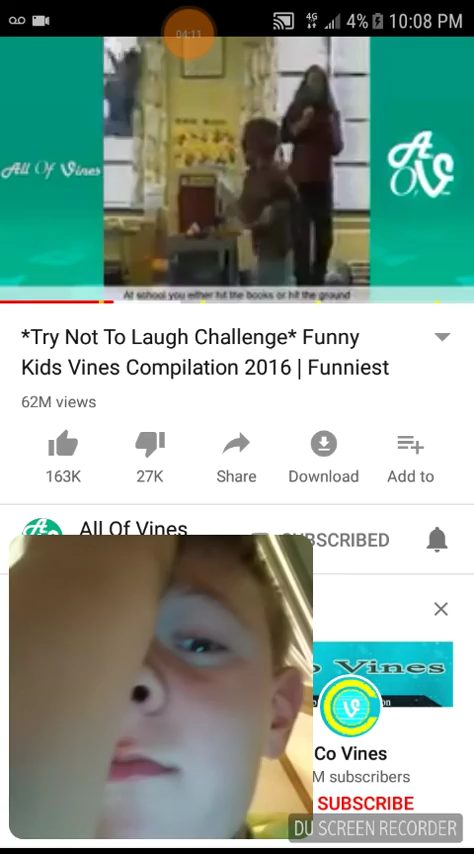 4G 4% 10:08 PM
04:11
All Of Vines
AOV
At school you either hit the books or hit the ground
*Try Not To Laugh Challenge* Funny
Kids Vines Compilation 2016 | Funniest
62M views
163K 27K Share Download Add to
All Of Vines
SUBSCRIBED
o Vines
Co Vines
M subscribers
SUBSCRIBE
DU SCREEN RECORDER